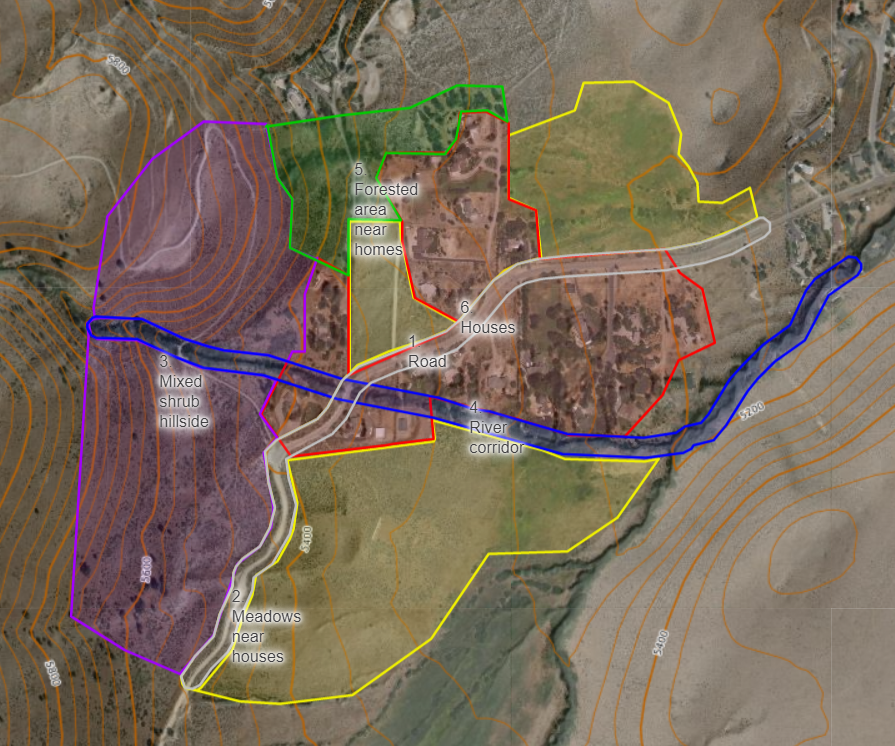 5200
5
Forested
area
near
homes
6
Houses
1
Road
3
Mixed
shrub
hillside
4
River
corridor
5200
5400
5600
2
Meadows
near
houses
5400